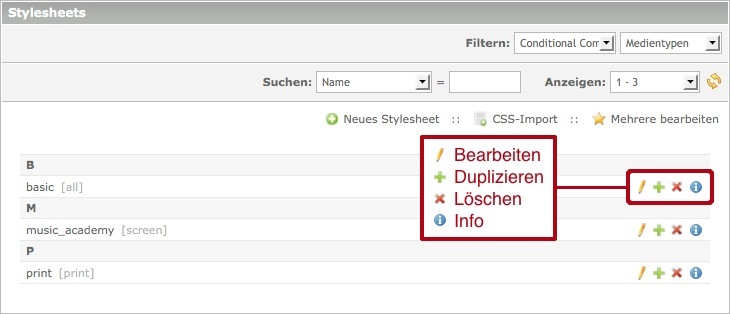 Stylesheets
Filtern: Conditional Com Medientypen
Suchen: Name = Anzeigen: 1 - 3
Neues Stylesheet :: CSS-Import :: Mehrere bearbeiten
B
basic [all]
M
music_academy [screen]
P
print [print]
Bearbeiten
Duplizieren
Löschen
Info